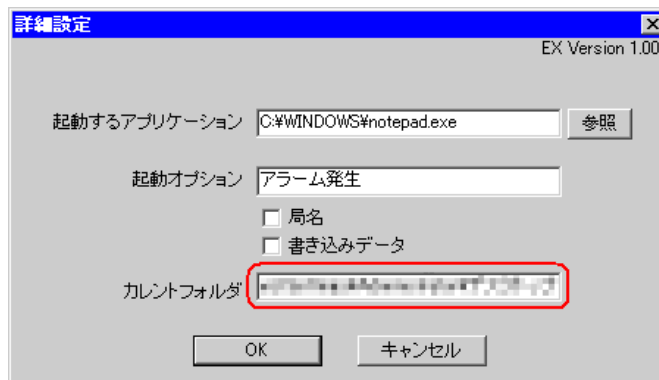 詳細設定
EX Version 1.00
起動するアプリケーション C:¥WINDOWS¥notepad.exe 参照
起動オプション アラーム発生
局名
書き込みデータ
カレントフォルダ
OK キャンセル